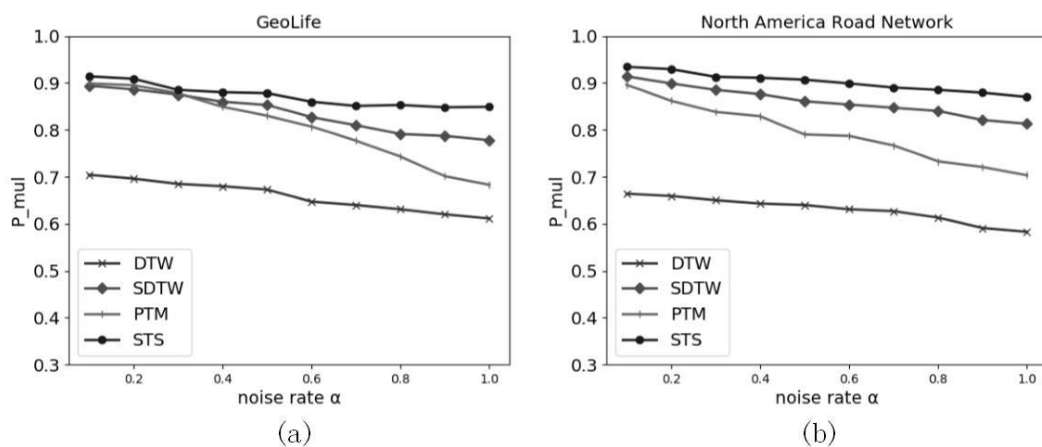 GeoLife
1.0
0.9
0.8
0.7
0.6
0.5
0.4
0.3
P_mul
DTW
SDTW
PTM
STS
0.2
0.4
0.6
0.8
1.0
noise rate α
(a)
North America Road Network
1.0
0.9
0.8
0.7
0.6
0.5
0.4
0.3
P_mul
DTW
SDTW
PTM
STS
0.2
0.4
0.6
0.8
1.0
noise rate α
(b)